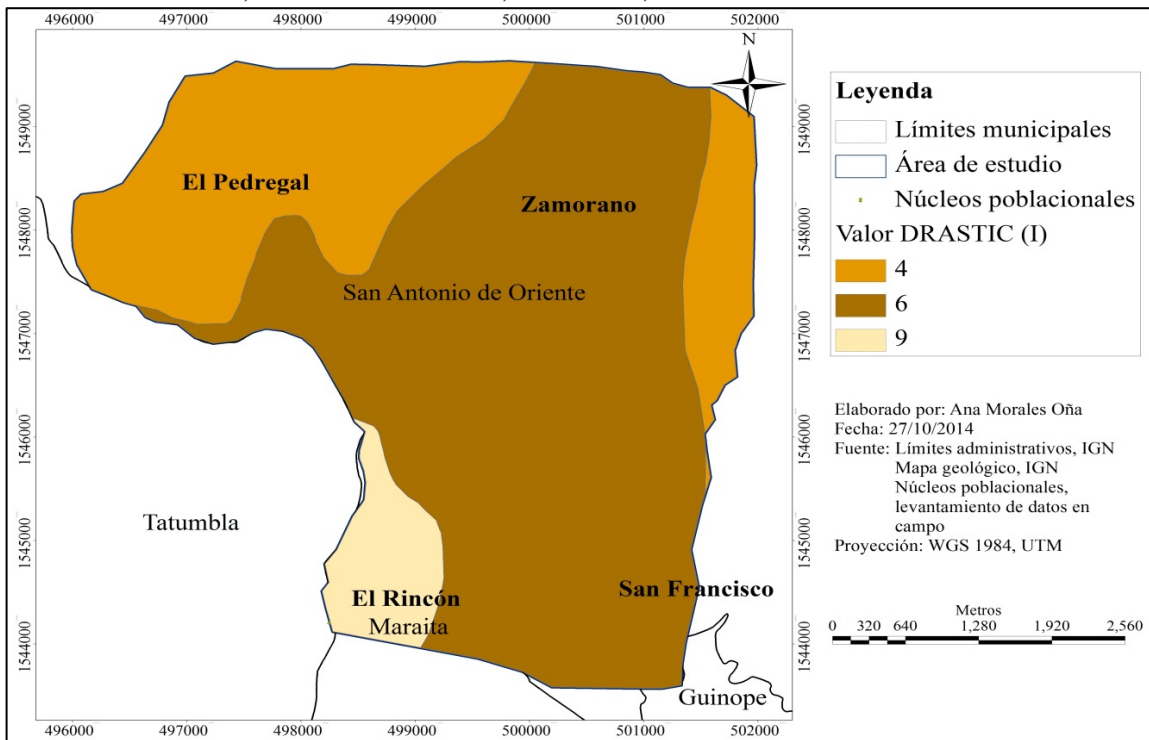 496000 497000 498000 499000 500000 501000 502000
N
1549000
1548000
1547000
1546000
1545000
1544000
El Pedregal
Zamorano
San Antonio de Oriente
Tatumbla
El Rincón
Maraita
San Francisco
Guinope
1549000
1548000
1547000
1546000
1545000
1544000
496000 497000 498000 499000 500000 501000 502000
Leyenda
Límites municipales
Área de estudio
Núcleos poblacionales
Valor DRASTIC (I)
4
6
9
Elaborado por: Ana Morales Oña
Fecha: 27/10/2014
Fuente: Límites administrativos, IGN
Mapa geológico, IGN
Núcleos poblacionales,
levantamiento de datos en
campo
Proyección: WGS 1984, UTM
Metros
0 320 640 1,280 1,920 2,560